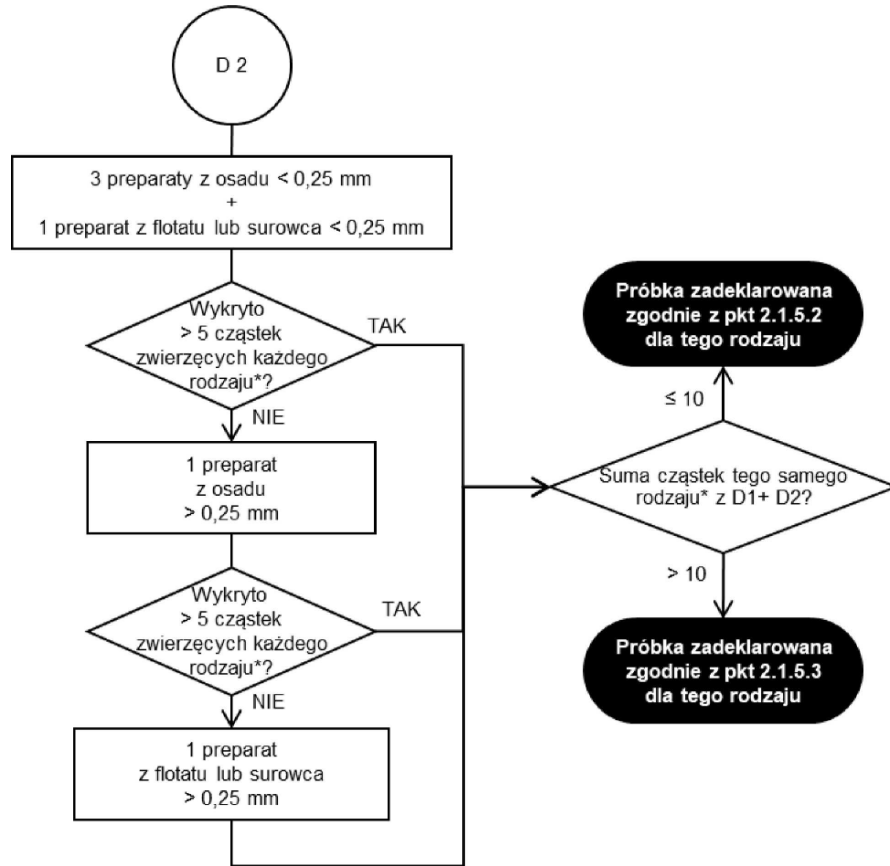 D 2
3 preparaty z osadu < 0,25 mm
+
1 preparat z flotatu lub surowca < 0,25 mm
Wykryto
> 5 cząstek
zwierzęcych każdego
rodzaju*?
TAK
NIE
1 preparat
z osadu
> 0,25 mm
Wykryto
> 5 cząstek
zwierzęcych każdego
rodzaju*?
TAK
NIE
1 preparat
z flotatu lub surowca
> 0,25 mm
Próbka zadeklarowana
zgodnie z pkt 2.1.5.2
dla tego rodzaju
≤ 10
Suma cząstek tego samego
rodzaju* z D1+ D2?
> 10
Próbka zadeklarowana
zgodnie z pkt 2.1.5.3
dla tego rodzaju